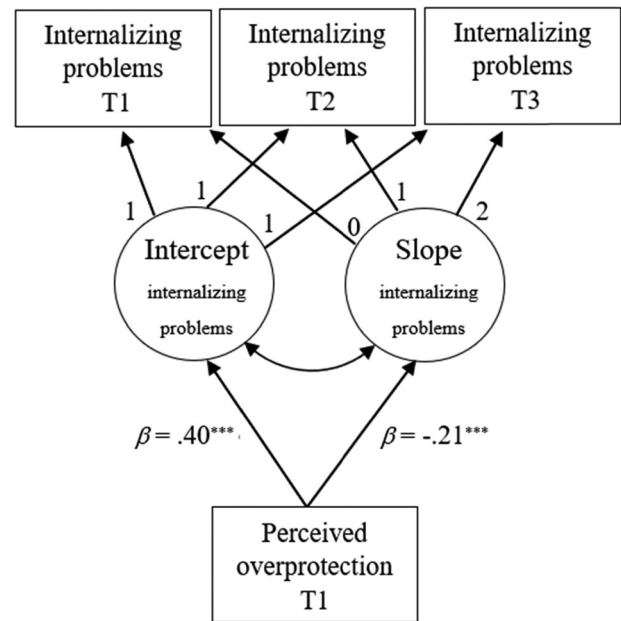 Internalizing
problems
T1
Internalizing
problems
T2
Internalizing
problems
T3
1
1
1
0
1
2
Intercept
internalizing
problems
Slope
internalizing
problems
β = .40***
β = -.21***
Perceived
overprotection
T1